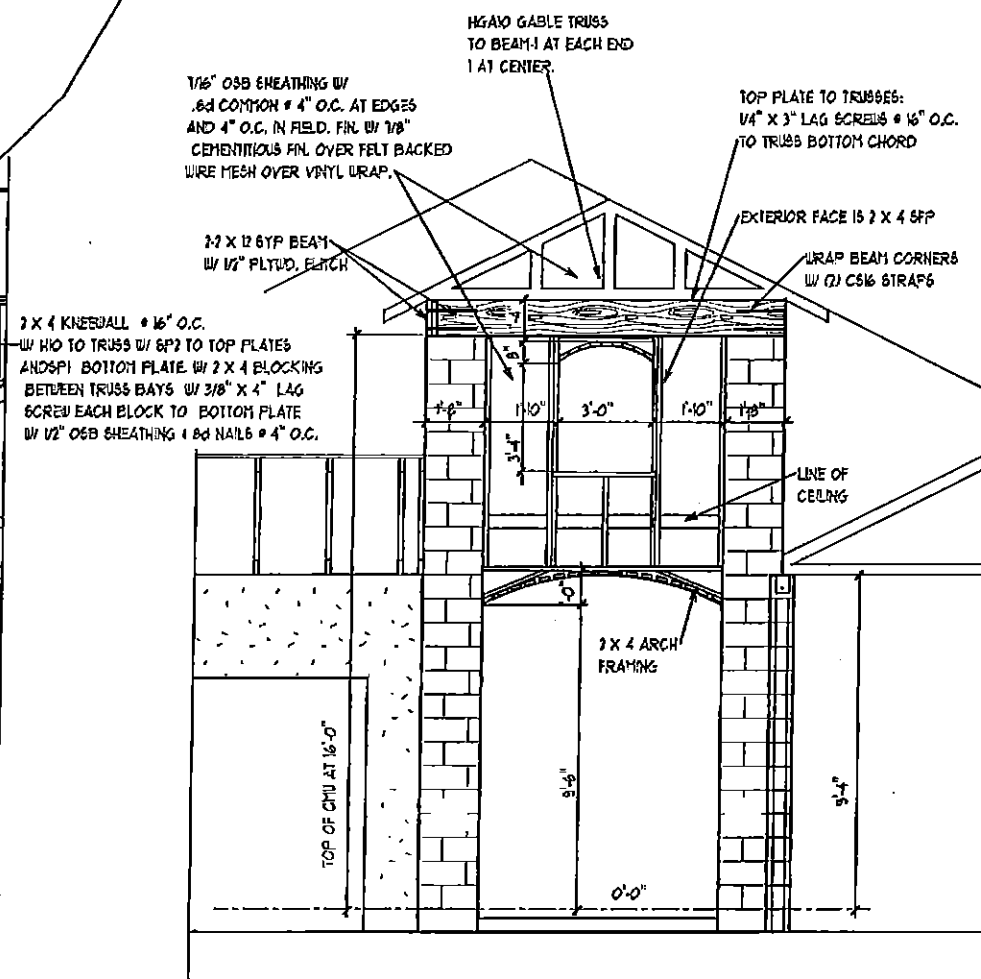 HGA10 GABLE TRUSS
TO BEAM-1 AT EACH END
1 AT CENTER.
7/16" OSB SHEATHING W/
.8d COMMON @ 4" O.C. AT EDGES
AND 4" O.C. IN FIELD. FIN. W/ 7/8"
CEMENTITIOUS FIN. OVER FELT BACKED
WIRE MESH OVER VINYL WRAP.
TOP PLATE TO TRUSSES:
1/4" X 3" LAG SCREWS @ 16" O.C.
TO TRUSS BOTTOM CHORD
EXTERIOR FACE IS 2 X 4 SPF
2-2 X 12 SYP BEAM
W/ 1/2" PLYWD. FLITCH
WRAP BEAM CORNERS
W/ (2) CS16 STRAPS
2 X 4 KNEEWALL @ 16" O.C.
W/ H10 TO TRUSS W/ SP2 TO TOP PLATES
ANDSP1 BOTTOM PLATE W/ 2 X 4 BLOCKING
BETWEEN TRUSS BAYS W/ 3/8" X 4" LAG
SCREW EACH BLOCK TO BOTTOM PLATE
W/ 1/2" OSB SHEATHING & 8d NAILS @ 4" O.C.
8"
1'-8"
1'-10"
3'-0"
1'-10"
1'-8"
3'-4"
LINE OF
CEILING
2 X 4 ARCH
FRAMING
TOP OF CMU AT 16'-0"
9'-4"
0'-0"